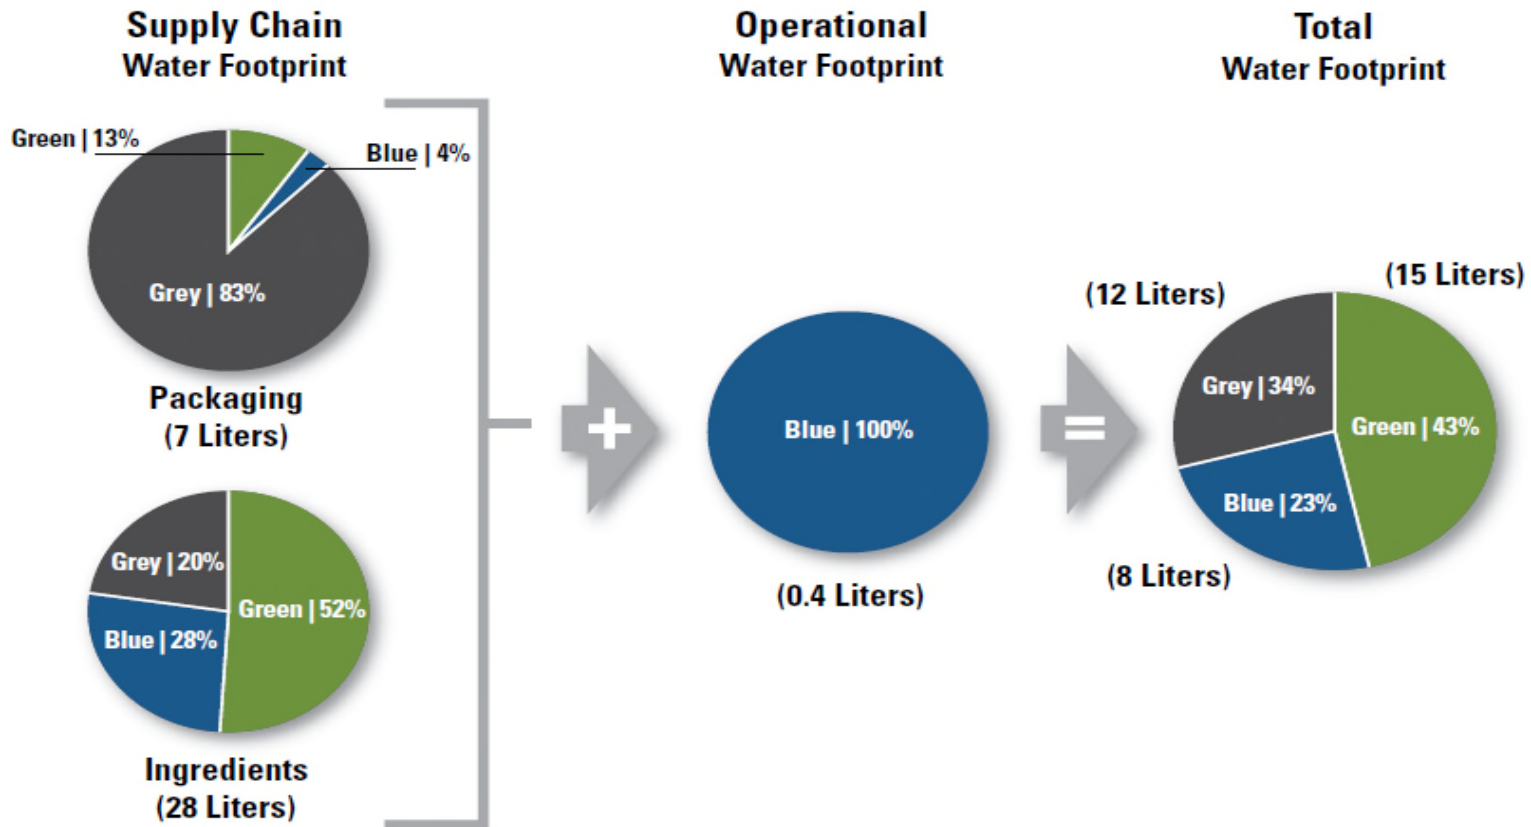 Supply Chain
Water Footprint
Green | 13%
Blue | 4%
Grey | 83%
Packaging
(7 Liters)
Grey | 20%
Green | 52%
Blue | 28%
Ingredients
(28 Liters)
+
Operational
Water Footprint
Blue | 100%
(0.4 Liters)
=
Total
Water Footprint
(12 Liters)
(15 Liters)
Grey | 34%
Green | 43%
Blue | 23%
(8 Liters)